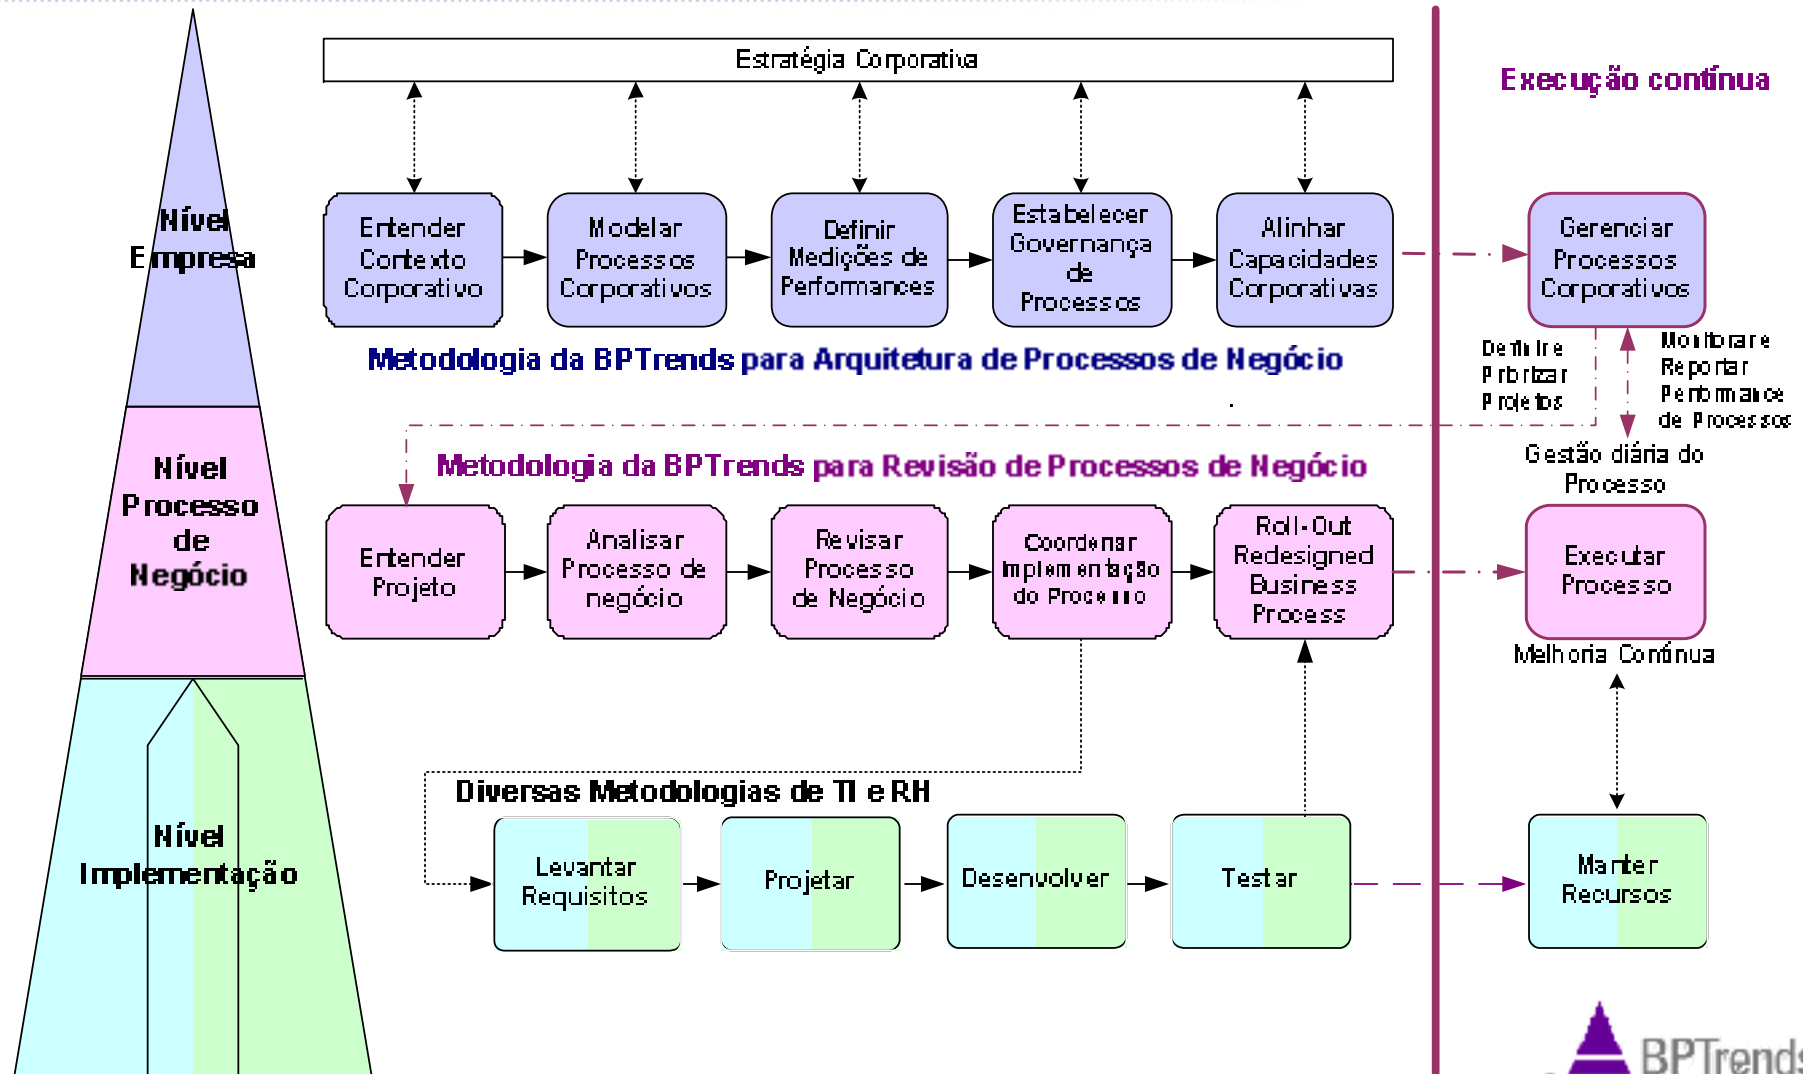 Estratégia Corporativa
Execução contínua
Nível
Empresa
Entender
Contexto
Corporativo
Modelar
Processos
Corporativos
Definir
Medições de
Performances
Estabelecer
Governança
de
Processos
Alinhar
Capacidades
Corporativas
Gerenciar
Processos
Corporativos
Metodologia da BPTrends para Arquitetura de Processos de Negócio
Definir e
Priorizar
Projetos
Monitorar e
Reportar
Performance
de Processos
Nível
Processo
de
Negócio
Metodologia da BPTrends para Revisão de Processos de Negócio
Gestão diária do
Processo
Entender
Projeto
Analisar
Processo de
negócio
Revisar
Processo
de Negócio
Coordenar
Implementação
do Processo
Roll-Out
Redesigned
Business
Process
Executar
Processo
Melhoria Contínua
Nível
Implementação
Diversas Metodologias de TI e RH
Levantar
Requisitos
Projetar
Desenvolver
Testar
Manter
Recursos
BPTrends